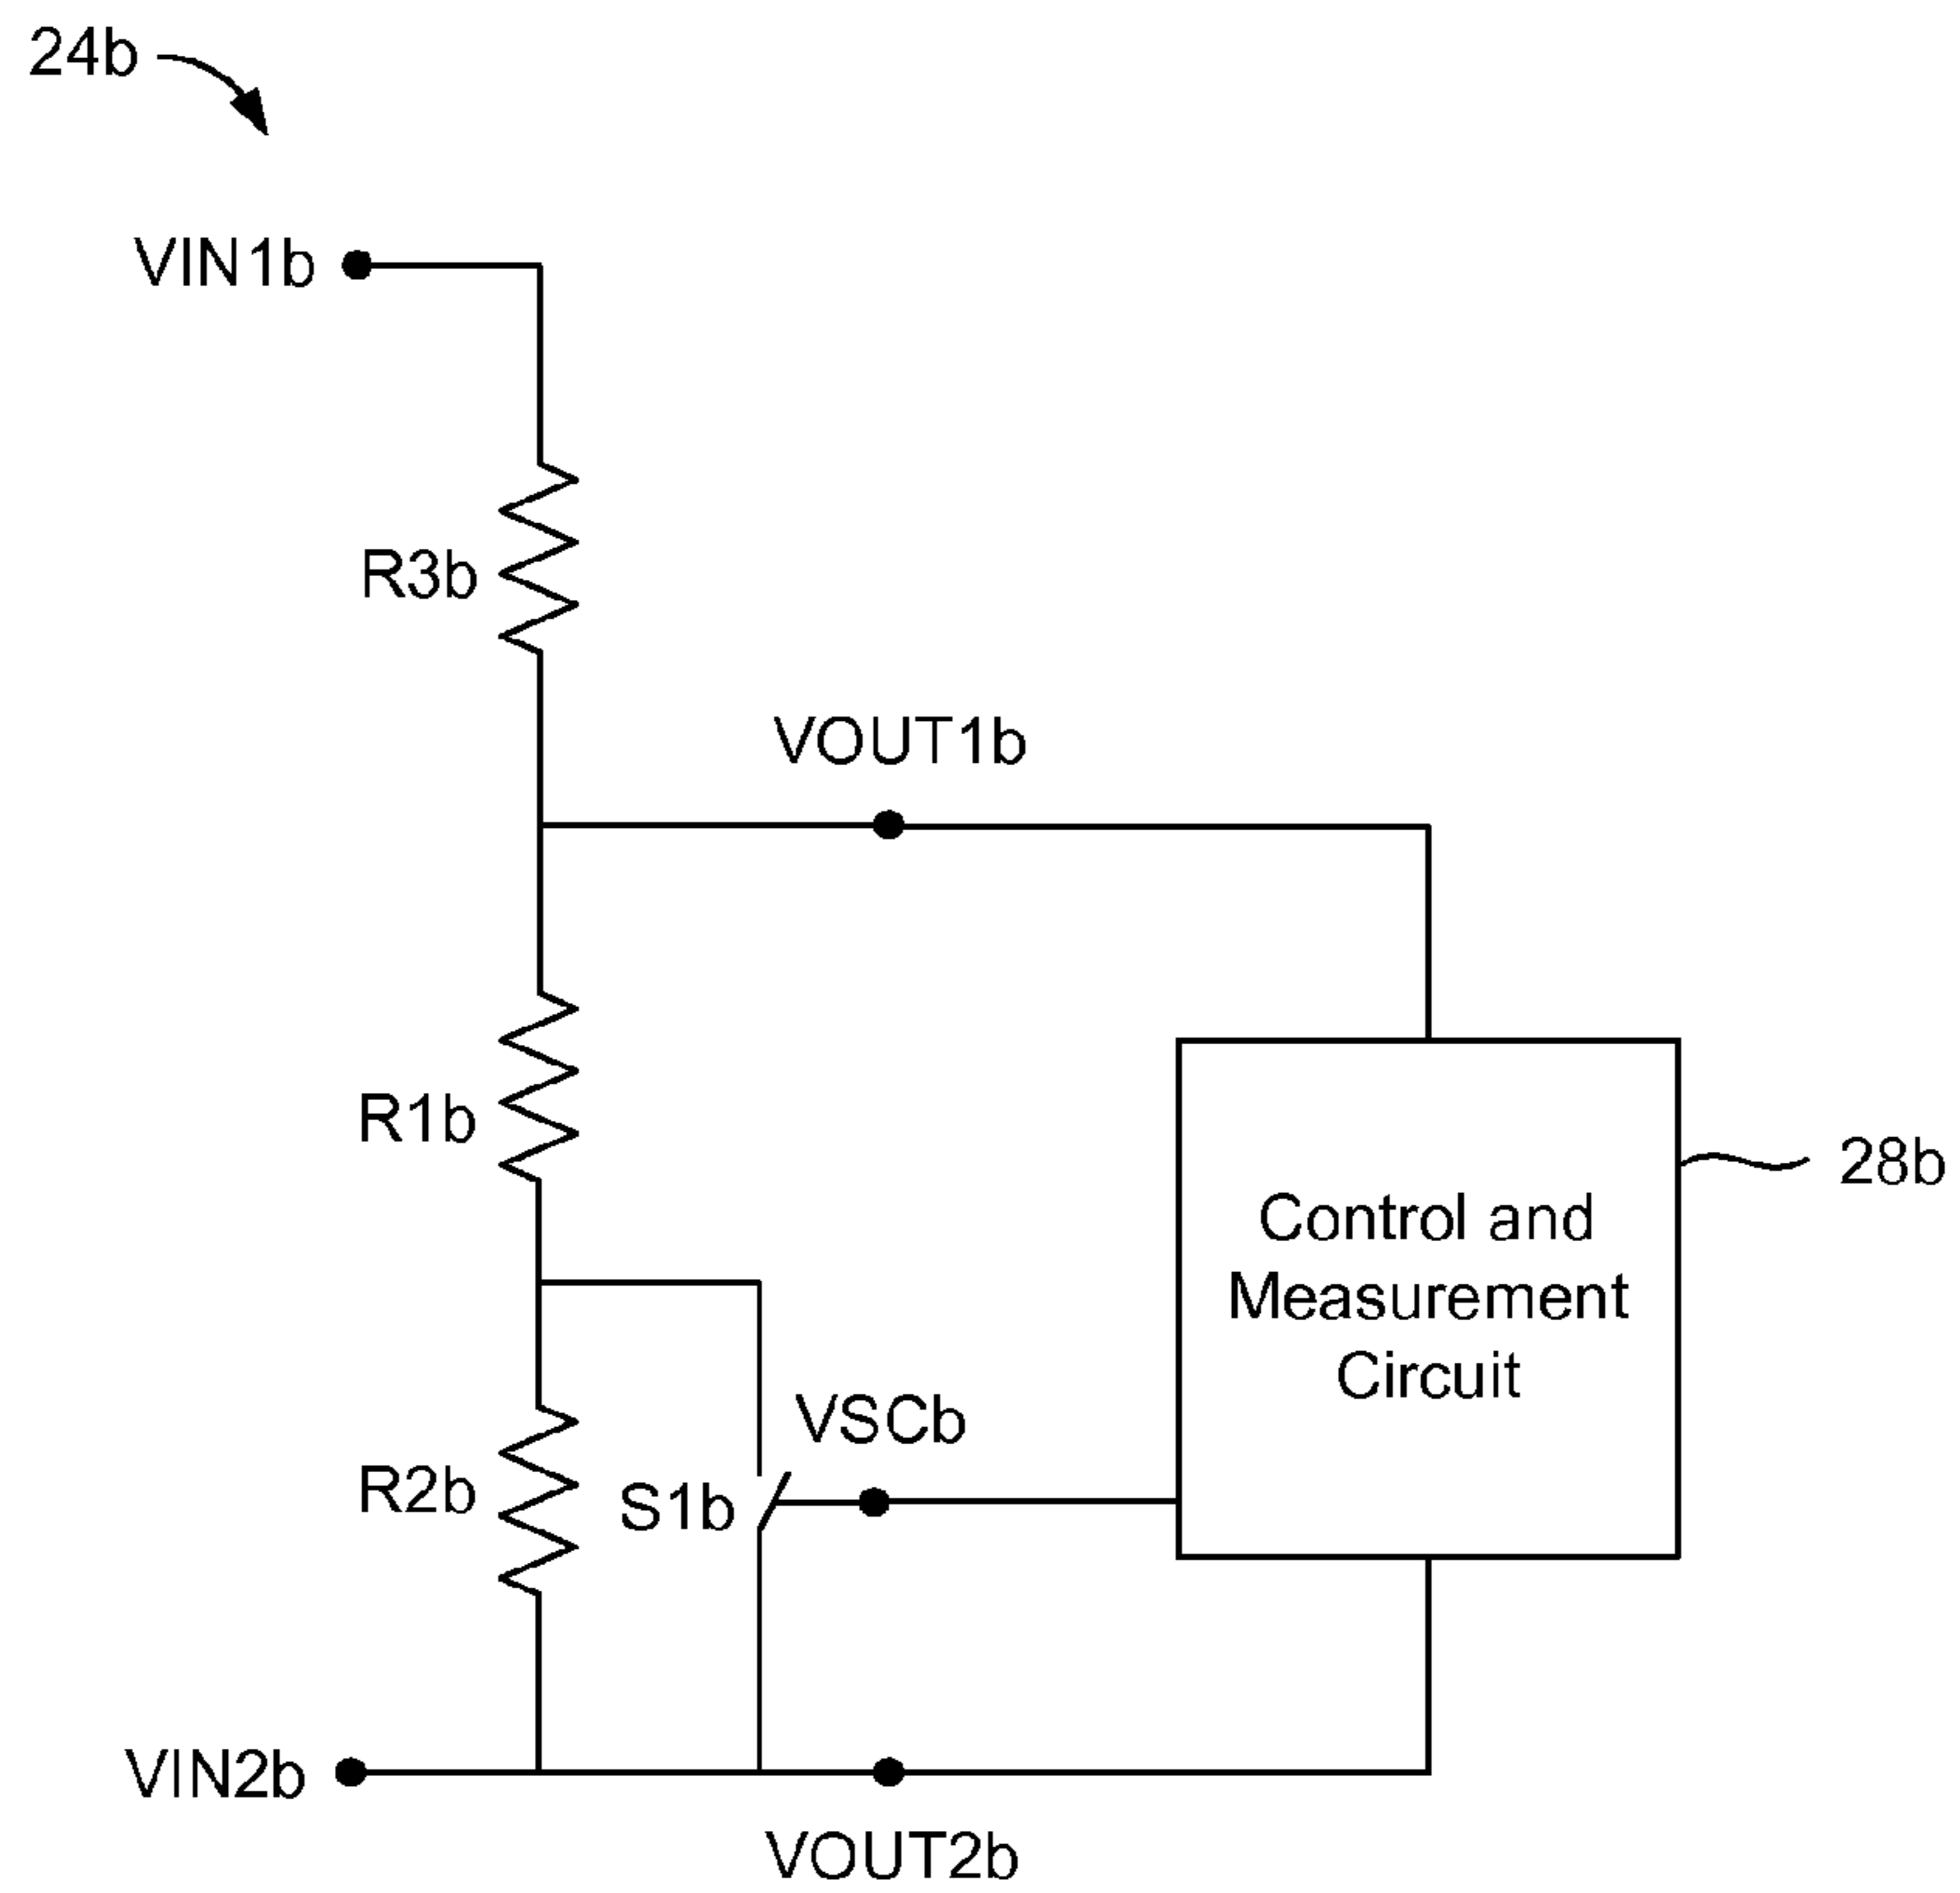 24b
VIN1b
R3b
VOUT1b
R1b
28b
Control and
Measurement
Circuit
VSCb
R2b
S1b
VIN2b
VOUT2b